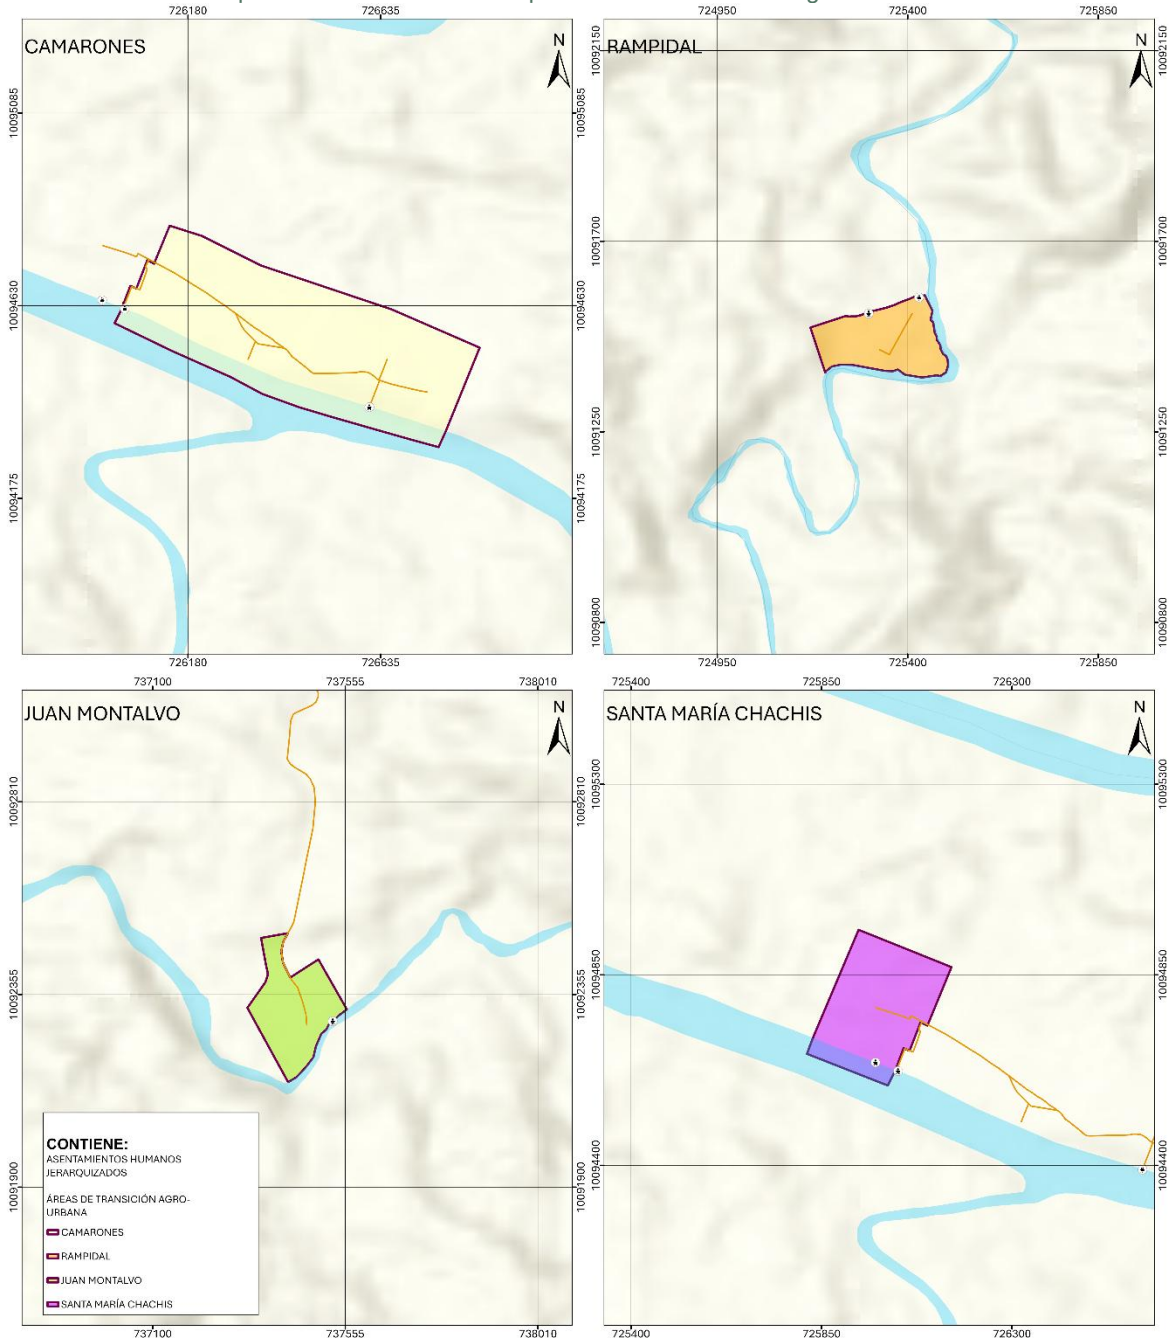 726180 726635
CAMARONES
N
10095085 10095085
10094630 10094630
10094175 10094175
726180 726635
724950 725400 725850
RAMPIDAL
N
10092150 10092150
10091700 10091700
10091250 10091250
10090800 10090800
724950 725400 725850
737100 737555 738010
JUAN MONTALVO
N
10092810 10092810
10092355 10092355
10091900 10091900
CONTIENE:
ASENTAMIENTOS HUMANOS
JERARQUIZADOS
ÁREAS DE TRANSICIÓN AGRO-
URBANA
CAMARONES
RAMPIDAL
JUAN MONTALVO
SANTA MARÍA CHACHIS
737100 737555 738010
725400 725850 726300
SANTA MARÍA CHACHIS
N
10095300 10095300
10094850 10094850
10094400 10094400
725400 725850 726300